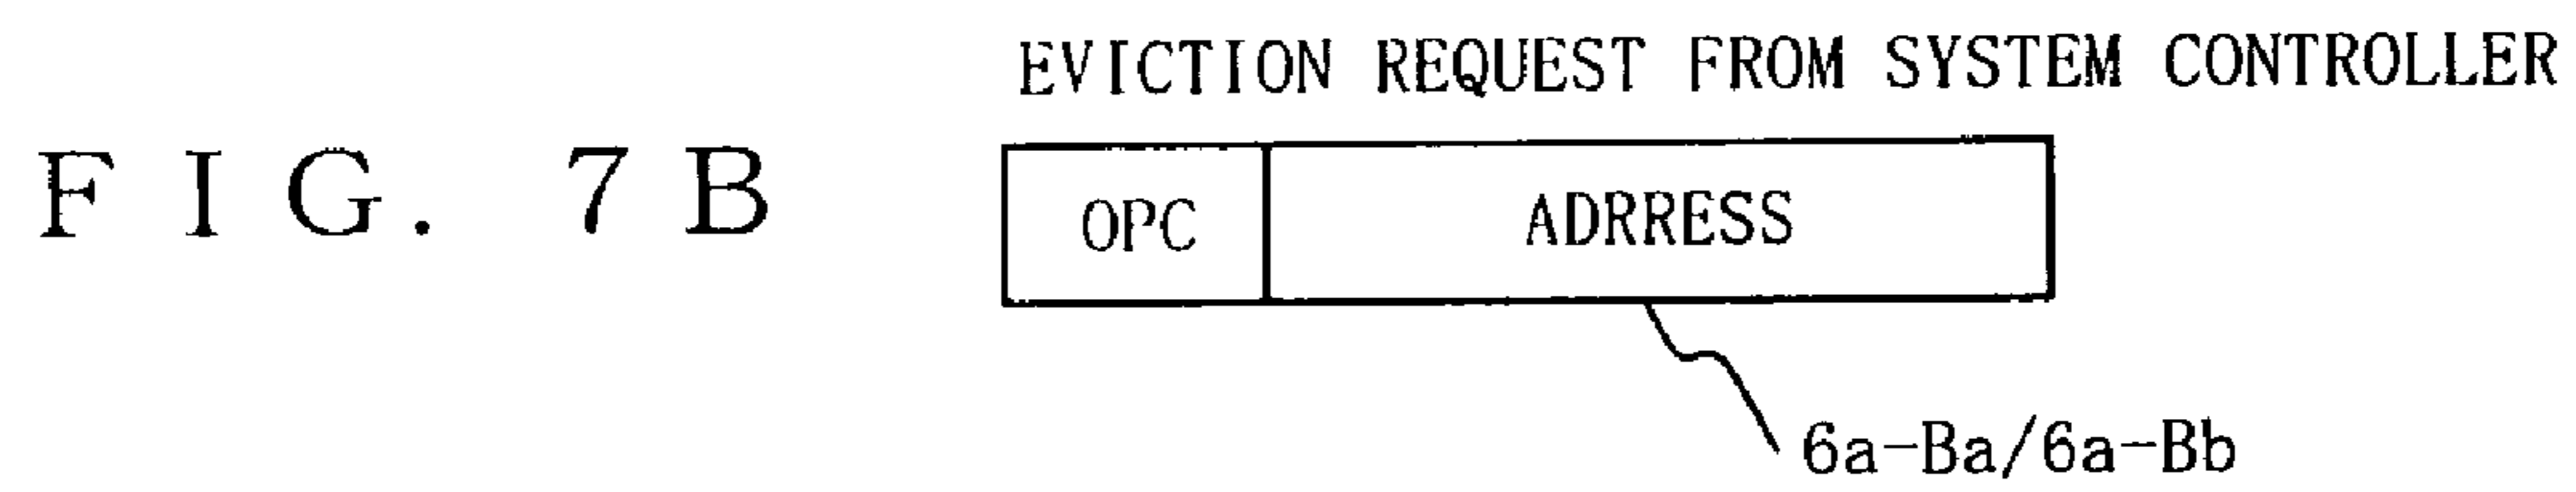 EVICTION REQUEST FROM SYSTEM CONTROLLER
FIG. 7B
OPC
ADRRESS
6a-Ba/6a-Bb